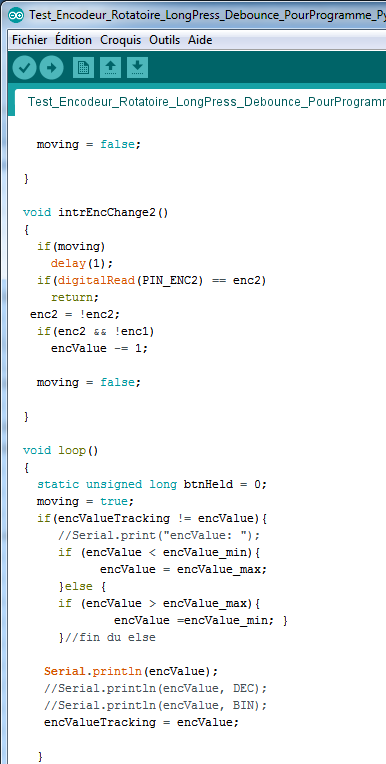 Test_Encodeur_Rotatoire_LongPress_Debounce_PourProgramme_Py
Fichier Édition Croquis Outils Aide
Test_Encodeur_Rotatoire_LongPress_Debounce_PourProgramm
moving = false;
}
void intrEncChange2()
{
if(moving)
delay(1);
if(digitalRead(PIN_ENC2) == enc2)
return;
enc2 = !enc2;
if(enc2 && !enc1)
encValue -= 1;
moving = false;
}
void loop()
{
static unsigned long btnHeld = 0;
moving = true;
if(encValueTracking != encValue){
//Serial.print("encValue: ");
if (encValue < encValue_min){
encValue = encValue_max;
}else {
if (encValue > encValue_max){
encValue =encValue_min; }
}//fin du else
Serial.println(encValue);
//Serial.println(encValue, DEC);
//Serial.println(encValue, BIN);
encValueTracking = encValue;
}